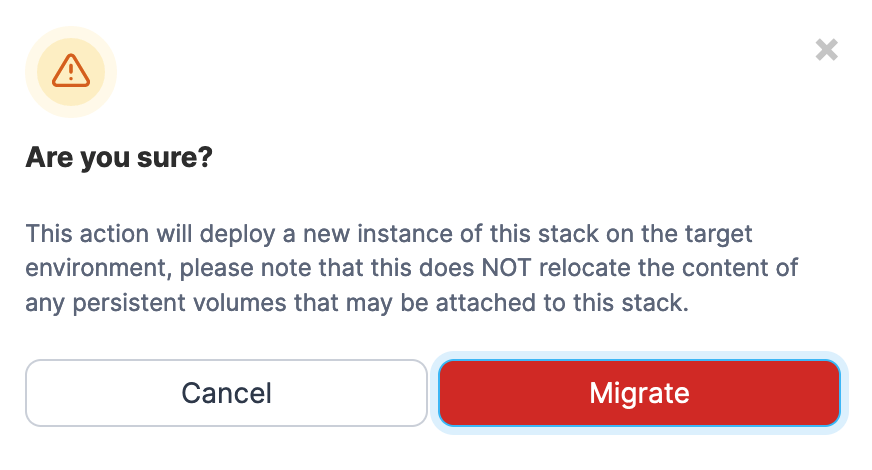 Are you sure?
This action will deploy a new instance of this stack on the target
environment, please note that this does NOT relocate the content of
any persistent volumes that may be attached to this stack.
Cancel
Migrate